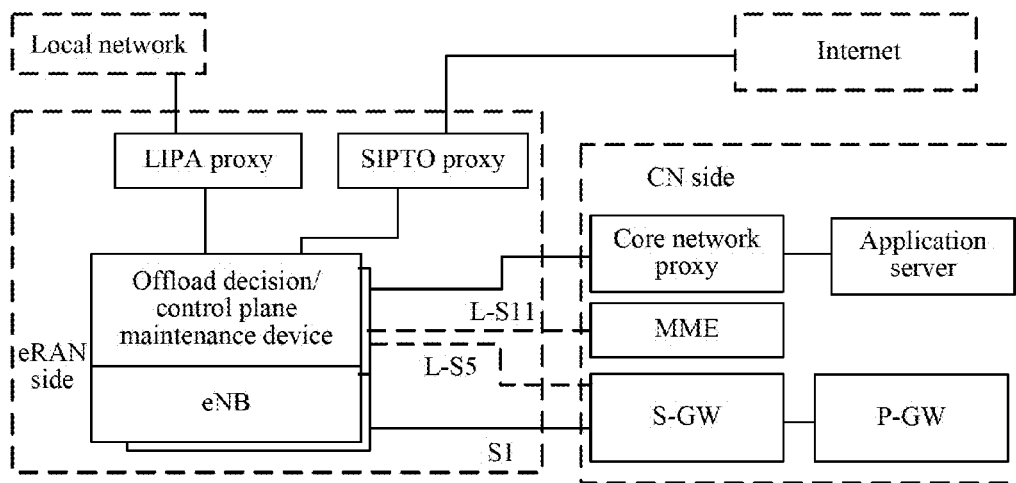 Local network
Internet
LIPA proxy
SIPTO proxy
CN side
Core network
proxy
Application
server
Offload decision/
control plane
maintenance device
L-S11
MME
eRAN
side
L-S5
eNB
S-GW
P-GW
S1